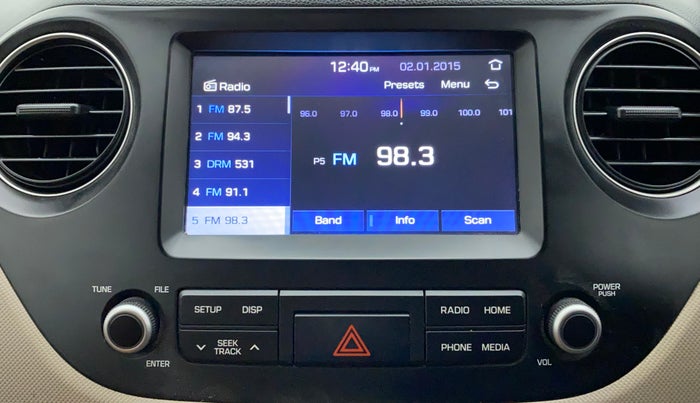 12:40 PM 02.01.2015
Radio
Presets Menu
1 FM 87.5
2 FM 94.3
3 DRM 531
4 FM 91.1
5 FM 98.3
96.0 97.0 98.0 99.0 100.0 101
P5 FM 98.3
Band Info Scan
TUNE FILE
ENTER
SETUP DISP
SEEK
TRACK
RADIO HOME
PHONE MEDIA
POWER
PUSH
VOL